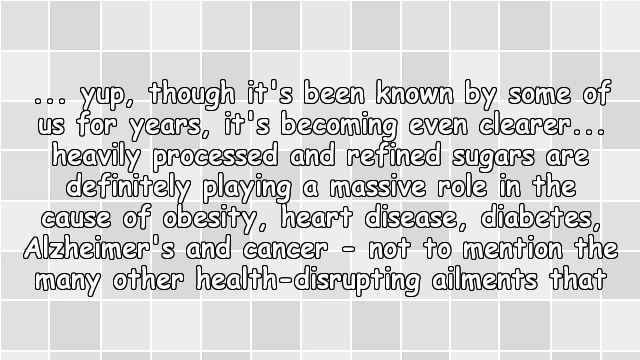 ... yup, though it's been known by some of
us for years, it's becoming even clearer...
heavily processed and refined sugars are
definitely playing a massive role in the
cause of obesity, heart disease, diabetes,
Alzheimer's and cancer - not to mention the
many other health-disrupting ailments that